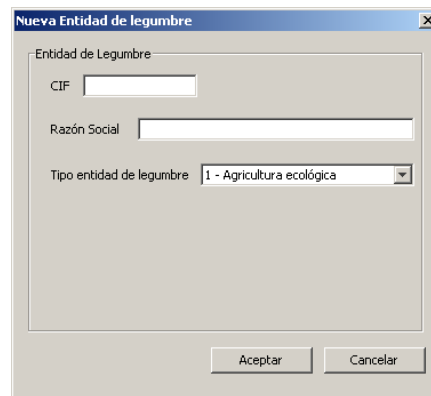 Nueva Entidad de legumbre
Entidad de Legumbre
CIF
Razón Social
Tipo entidad de legumbre 1 - Agricultura ecológica
Aceptar Cancelar